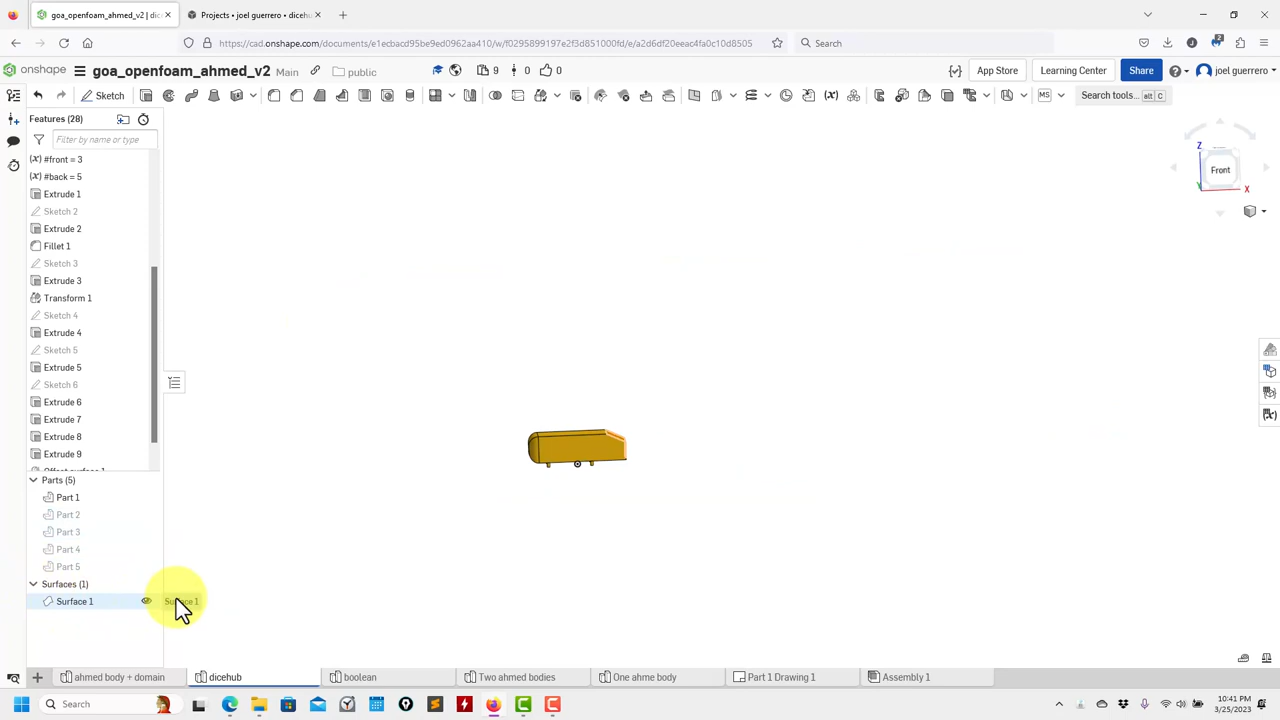 goa_openfoam_ahmed_v2 | dice
Projects • joel guerrero • dicehu
https://cad.onshape.com/documents/e1ecbacd95be9ed0962aa410/w/f0295899197e2f3d851000fd/e/a2d6df20eeac4fa0c10d8505
Search
onshape
goa_openfoam_ahmed_v2
Main
public
9
0
0
App Store
Learning Center
Share
joel guerrero
Sketch
Search tools...
alt
C
Features (28)
Filter by name or type
(x) #front = 3
(x) #back = 5
Extrude 1
Sketch 2
Extrude 2
Fillet 1
Sketch 3
Extrude 3
Transform 1
Sketch 4
Extrude 4
Sketch 5
Extrude 5
Sketch 6
Extrude 6
Extrude 7
Extrude 8
Extrude 9
Offset surface 1
Parts (5)
Part 1
Part 2
Part 3
Part 4
Part 5
Surfaces (1)
Surface 1
Surface 1
Z
Front
X
ahmed body + domain
dicehub
boolean
Two ahmed bodies
One ahme body
Part 1 Drawing 1
Assembly 1
Search
10:41 PM
3/25/2023